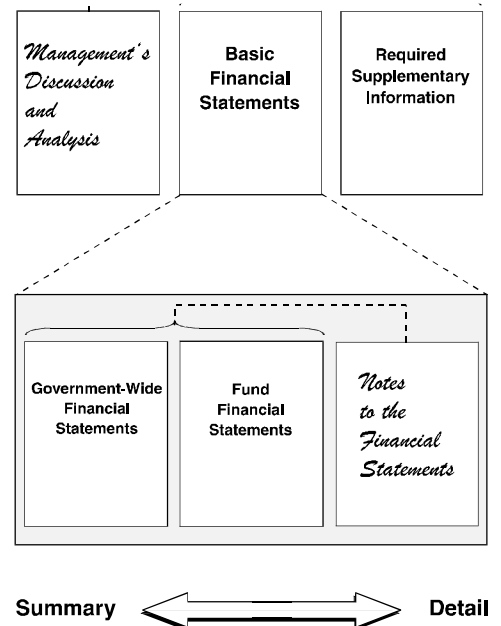 Management's
Discussion
and
Analysis
Basic
Financial
Statements
Required
Supplementary
Information
Government-Wide
Financial
Statements
Fund
Financial
Statements
Notes
to the
Financial
Statements
Summary
Detail